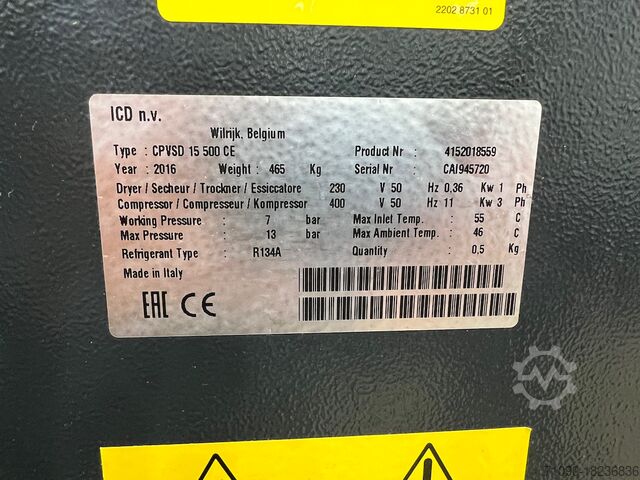 2202 8731 01
ICD n.v.
Wilrijk, Belgium
Type : CPVSD 15 500 CE Product Nr : 4152018559
Year : 2016 Weight : 465 Kg Serial Nr : CAI945720
Dryer / Secheur / Trockner / Essiccatore 230 V 50 Hz 0,36 Kw 1 Ph
Compressor / Compresseur / Kompressor 400 V 50 Hz 11 Kw 3 Ph
Working Pressure : 7 bar Max Inlet Temp. : 55 C
Max Pressure : 13 bar Max Ambient Temp. : 46 C
Refrigerant Type : R134A Quantity : 0,5 Kg
Made in Italy
EAC CE
71090-18236836